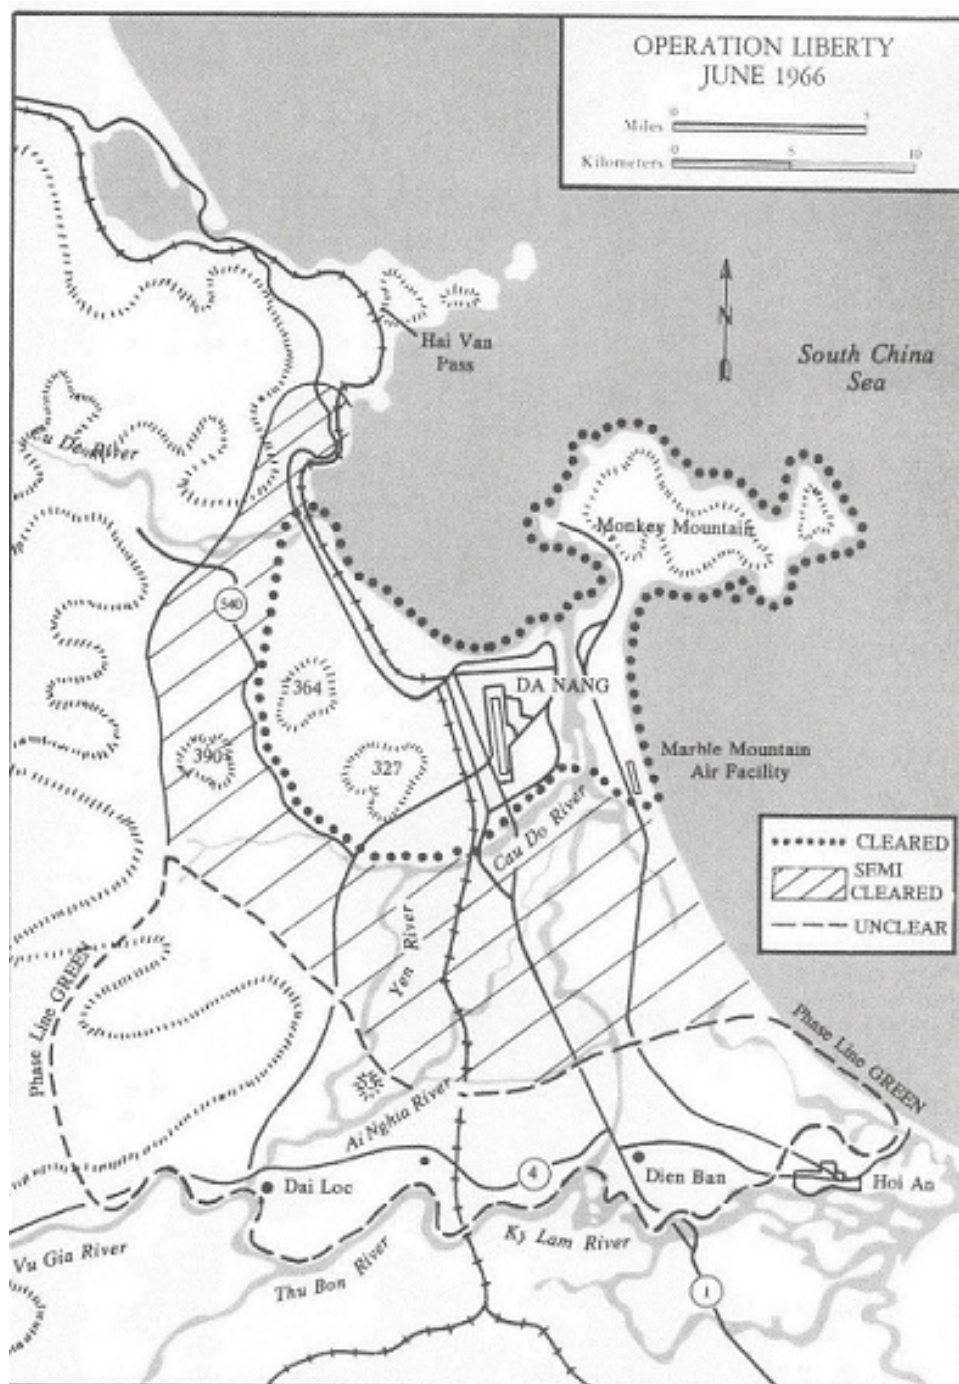 OPERATION LIBERTY
JUNE 1966
0 5
Miles
0 5 10
Kilometers
N
Hai Van
Pass
South China
Sea
Cu De River
Monkey Mountain
540
364
DA NANG
390
327
Marble Mountain
Air Facility
Cau Do River
CLEARED
SEMI
CLEARED
UNCLEAR
Yen River
Phase Line GREEN
Phase Line GREEN
Ai Nghia River
4
Dien Ban
Dai Loc
Hoi An
Vu Gia River
Ky Lam River
Thu Bon River
1